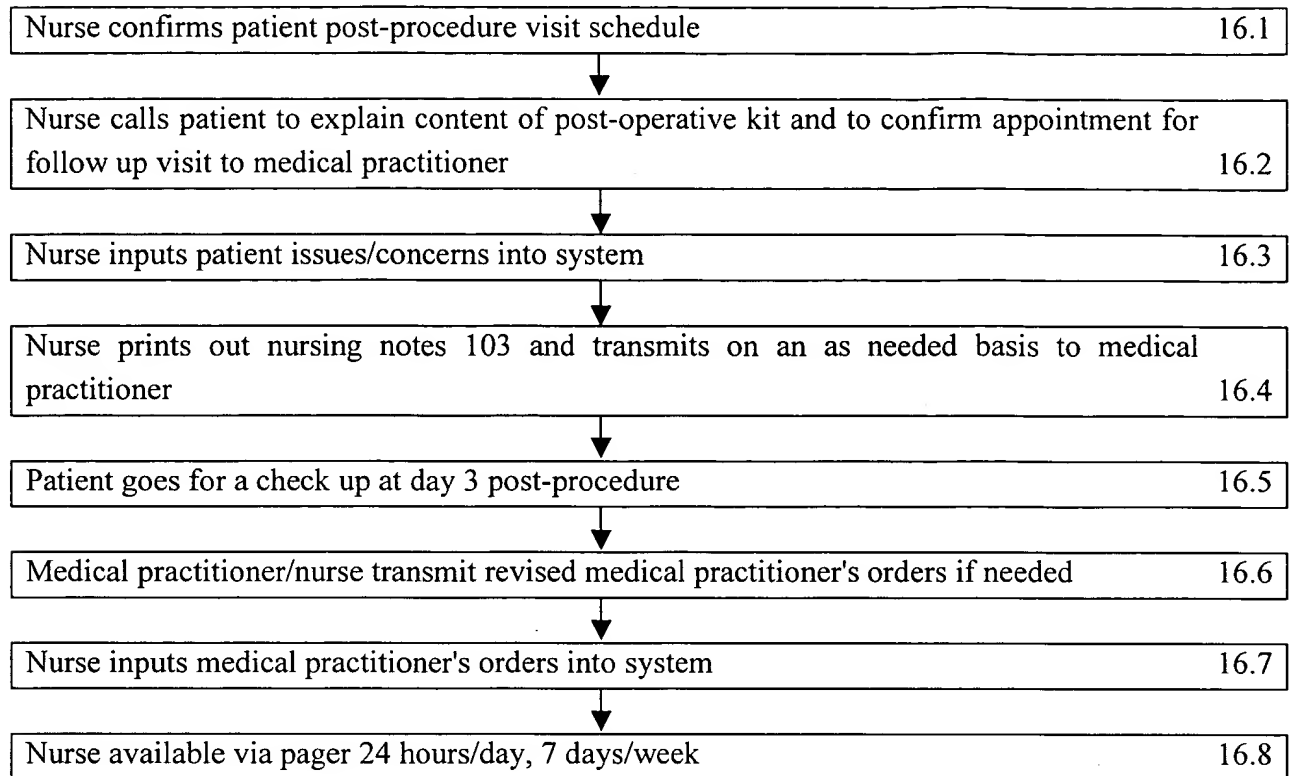 Nurse confirms patient post-procedure visit schedule 16.1
Nurse calls patient to explain content of post-operative kit and to confirm appointment for
follow up visit to medical practitioner 16.2
Nurse inputs patient issues/concerns into system 16.3
Nurse prints out nursing notes 103 and transmits on an as needed basis to medical
practitioner 16.4
Patient goes for a check up at day 3 post-procedure 16.5
Medical practitioner/nurse transmit revised medical practitioner's orders if needed 16.6
Nurse inputs medical practitioner's orders into system 16.7
Nurse available via pager 24 hours/day, 7 days/week 16.8